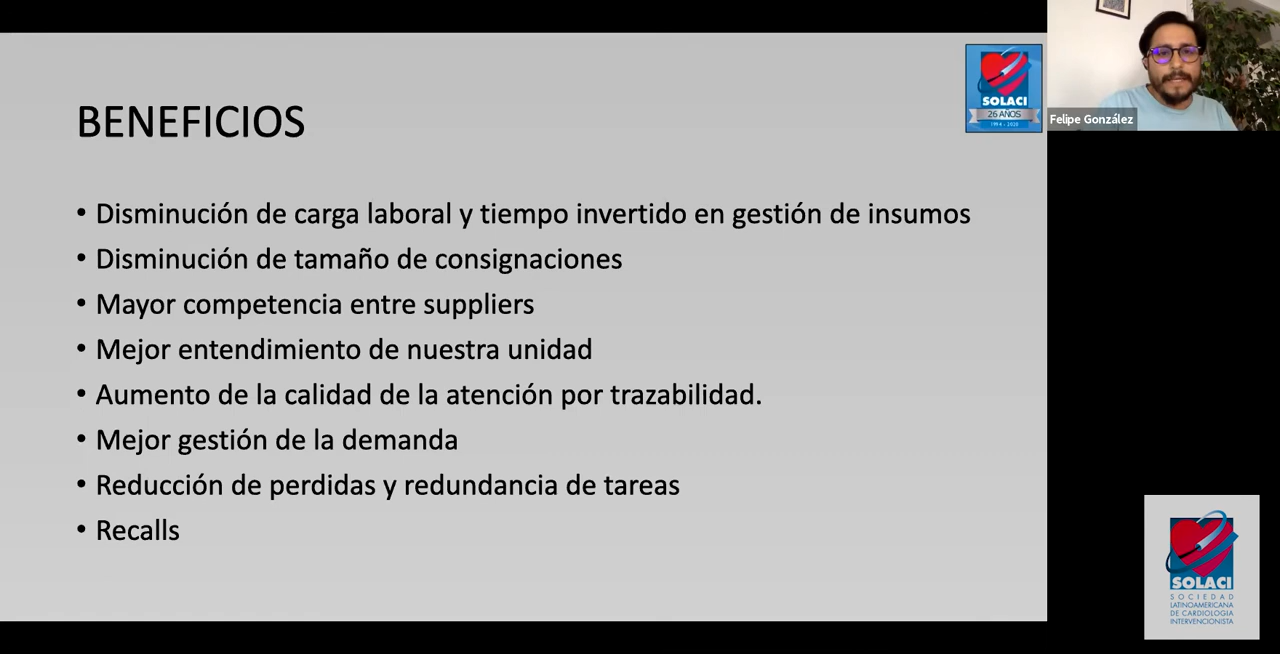 BENEFICIOS
• Disminución de carga laboral y tiempo invertido en gestión de insumos
• Disminución de tamaño de consignaciones
• Mayor competencia entre suppliers
• Mejor entendimiento de nuestra unidad
• Aumento de la calidad de la atención por trazabilidad.
• Mejor gestión de la demanda
• Reducción de perdidas y redundancia de tareas
• Recalls
SOLACI
26 AÑOS
1994 - 2020
Felipe González
SOLACI
SOCIEDAD
LATINOAMERICANA
DE CARDIOLOGIA
INTERVENCIONISTA